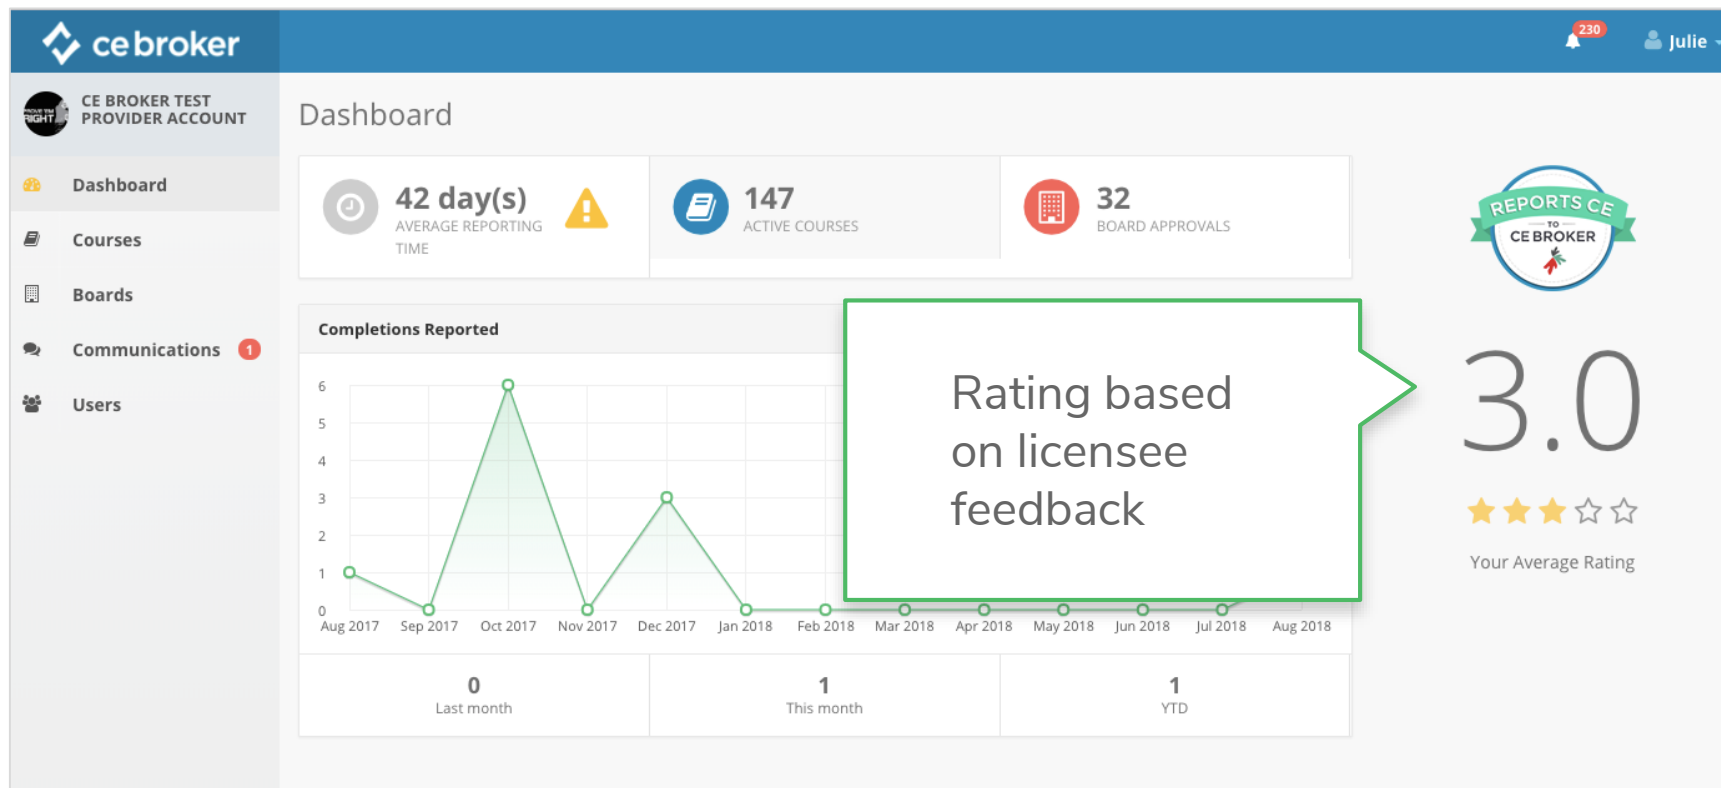 ce broker
230
Julie
CE BROKER TEST
PROVIDER ACCOUNT
Dashboard
Courses
Boards
Communications 1
Users
Dashboard
42 day(s)
AVERAGE REPORTING
TIME
147
ACTIVE COURSES
32
BOARD APPROVALS
REPORTS CE
TO
CE BROKER
Completions Reported
6
5
4
3
2
1
0
Aug 2017 Sep 2017 Oct 2017 Nov 2017 Dec 2017 Jan 2018 Feb 2018 Mar 2018 Apr 2018 May 2018 Jun 2018 Jul 2018 Aug 2018
0
Last month
1
This month
1
YTD
Rating based
on licensee
feedback
3.0
Your Average Rating